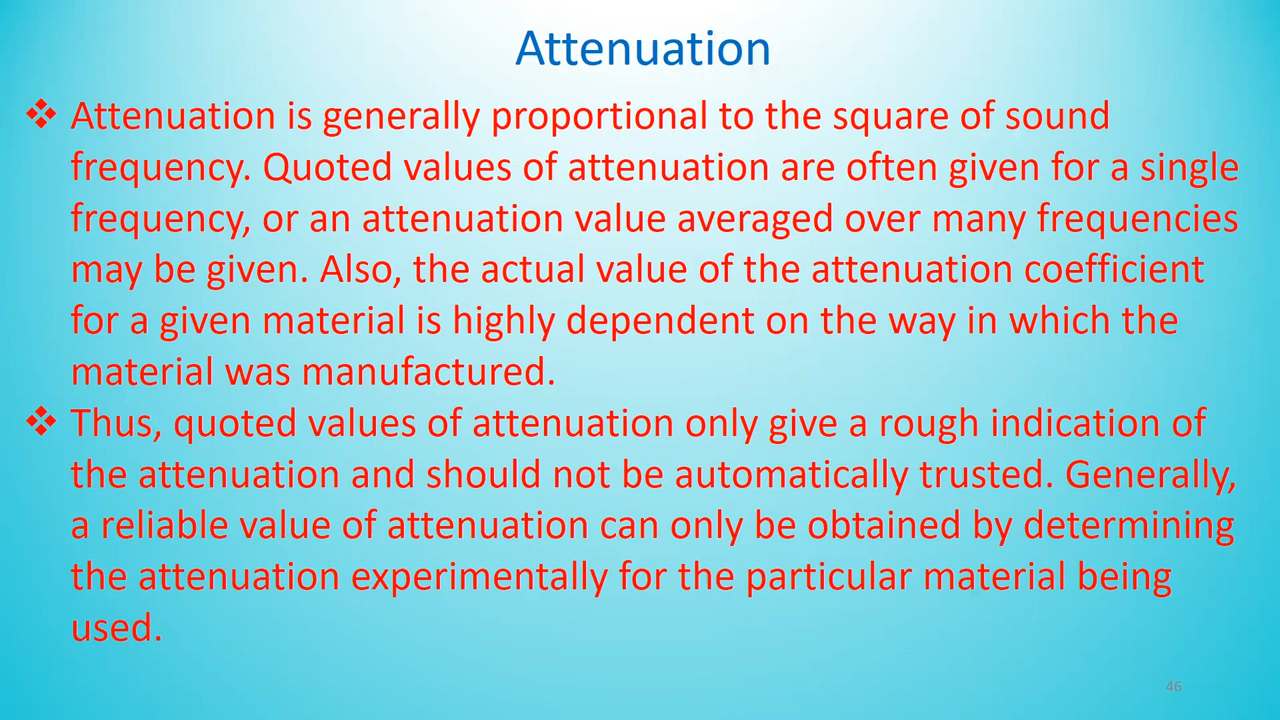 Attenuation
❖ Attenuation is generally proportional to the square of sound
frequency. Quoted values of attenuation are often given for a single
frequency, or an attenuation value averaged over many frequencies
may be given. Also, the actual value of the attenuation coefficient
for a given material is highly dependent on the way in which the
material was manufactured.
❖ Thus, quoted values of attenuation only give a rough indication of
the attenuation and should not be automatically trusted. Generally,
a reliable value of attenuation can only be obtained by determining
the attenuation experimentally for the particular material being
used.
46